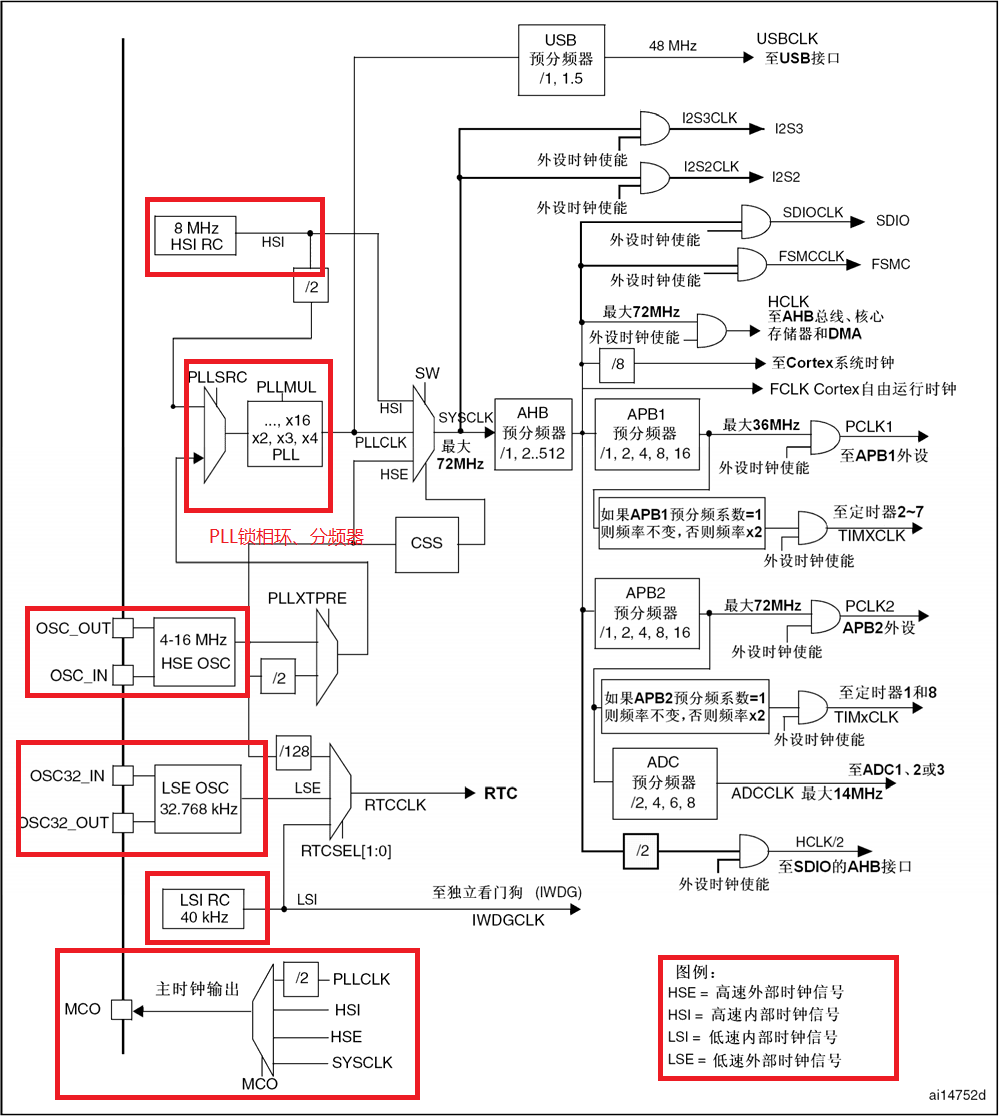 USB
预分频器
/1, 1.5
48 MHz
USBCLK
至USB接口
I2S3CLK
I2S3
外设时钟使能
I2S2CLK
I2S2
外设时钟使能
SDIOCLK
SDIO
外设时钟使能
FSMCCLK
FSMC
外设时钟使能
8 MHz
HSI RC
HSI
/2
最大72MHz
外设时钟使能
HCLK
至AHB总线、核心
存储器和DMA
/8
至Cortex系统时钟
FCLK Cortex自由运行时钟
PLLSRC
PLLMUL
..., x16
x2, x3, x4
PLL
SW
HSI
PLLCLK
HSE
SYSCLK
最大
72MHz
AHB
预分频器
/1, 2..512
APB1
预分频器
/1, 2, 4, 8, 16
最大36MHz
外设时钟使能
PCLK1
至APB1外设
如果APB1预分频系数=1
则频率不变，否则频率x2
至定时器2~7
TIMXCLK
外设时钟使能
PLL锁相环、分频器
CSS
PLLXTPRE
OSC_OUT
OSC_IN
4-16 MHz
HSE OSC
/2
APB2
预分频器
/1, 2, 4, 8, 16
最大72MHz
外设时钟使能
PCLK2
APB2外设
如果APB2预分频系数=1
则频率不变，否则频率x2
至定时器1和8
TIMxCLK
外设时钟使能
ADC
预分频器
/2, 4, 6, 8
至ADC1、2或3
ADCCLK 最大14MHz
/128
OSC32_IN
OSC32_OUT
LSE OSC
32.768 kHz
LSE
RTCCLK
RTC
RTCSEL[1:0]
/2
HCLK/2
至SDIO的AHB接口
外设时钟使能
LSI RC
40 kHz
LSI
至独立看门狗 (IWDG)
IWDGCLK
MCO
主时钟输出
/2
PLLCLK
HSI
HSE
SYSCLK
MCO
图例：
HSE = 高速外部时钟信号
HSI = 高速内部时钟信号
LSI = 低速内部时钟信号
LSE = 低速外部时钟信号
ai14752d